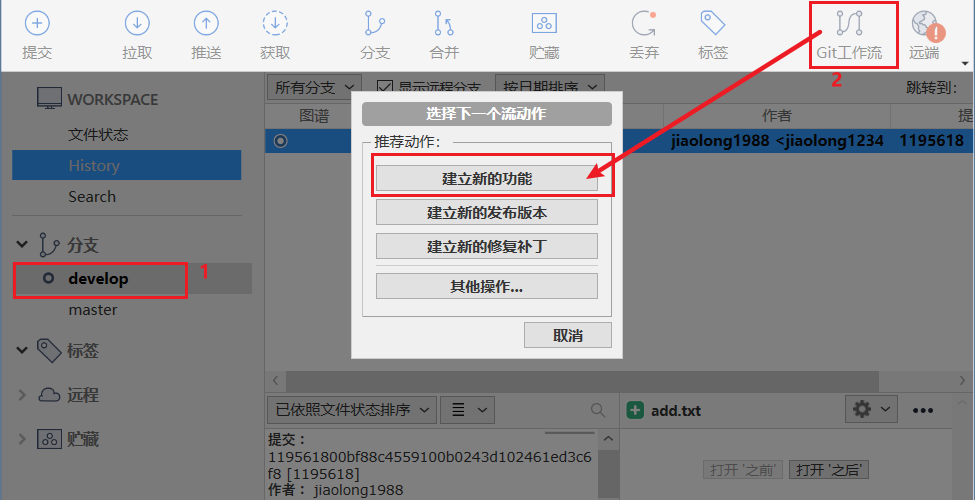 提交 拉取 推送 获取 分支 合并 贮藏 丢弃 标签 Git工作流 远端
2
WORKSPACE
文件状态
History
Search
分支
develop
1
master
标签
远程
贮藏
所有分支 显示远程分支 按日期排序 跳转到:
图谱 作者 提
jiaolong1988 <jiaolong1234 1195618
选择下一个流动作
推荐动作:
建立新的功能
建立新的发布版本
建立新的修复补丁
其他操作...
取消
已依照文件状态排序
add.txt
提交:
119561800bf88c4559100b0243d102461ed3c6
f8 [1195618]
作者: jiaolong1988
打开 '之前' 打开 '之后'